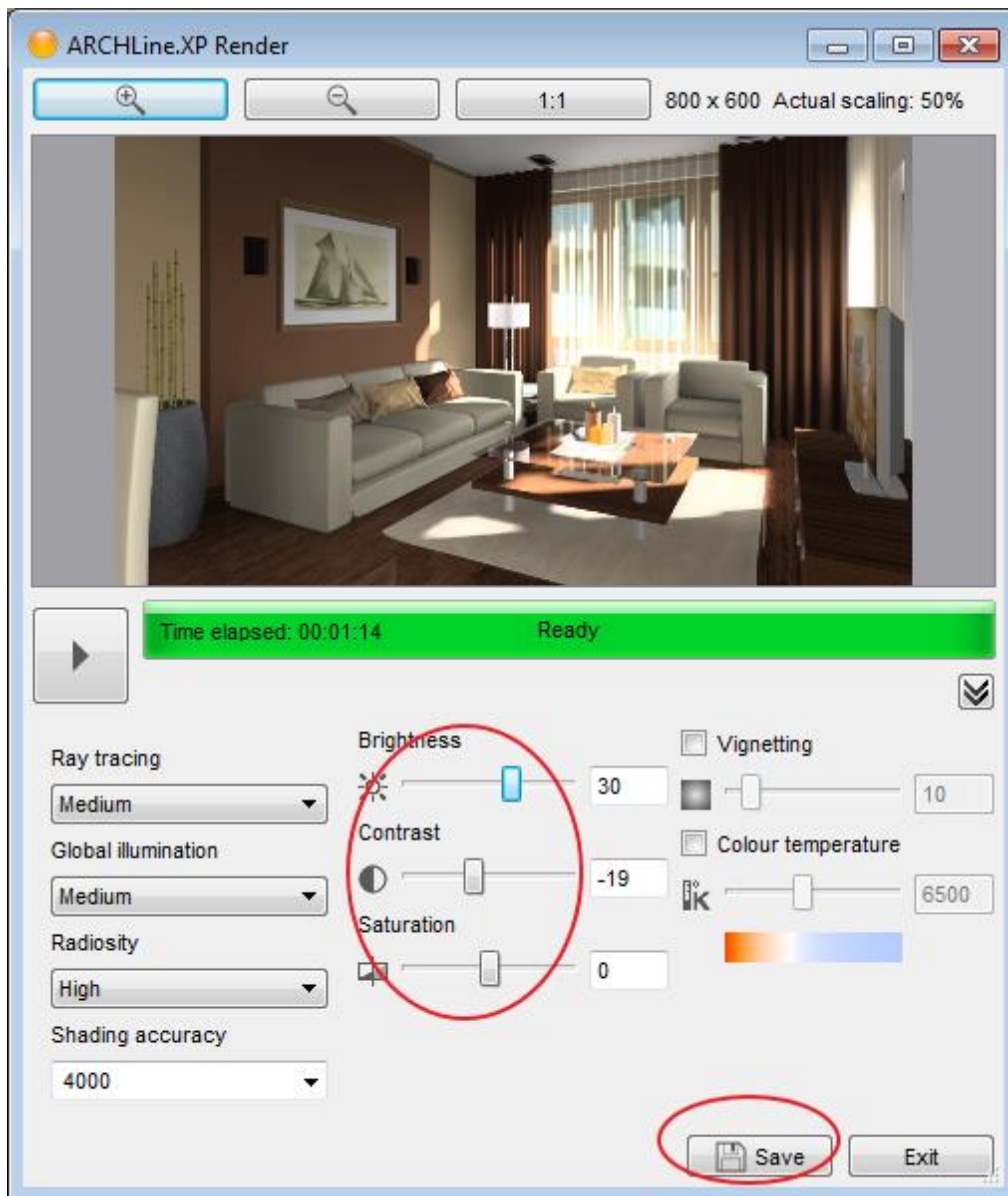 ARCHLine.XP Render
1:1 800 x 600 Actual scaling: 50%
Time elapsed: 00:01:14 Ready
Ray tracing
Medium
Global illumination
Medium
Radiosity
High
Shading accuracy
4000
Brightness
30
Contrast
-19
Saturation
0
Vignetting
10
Colour temperature
K
6500
Save Exit